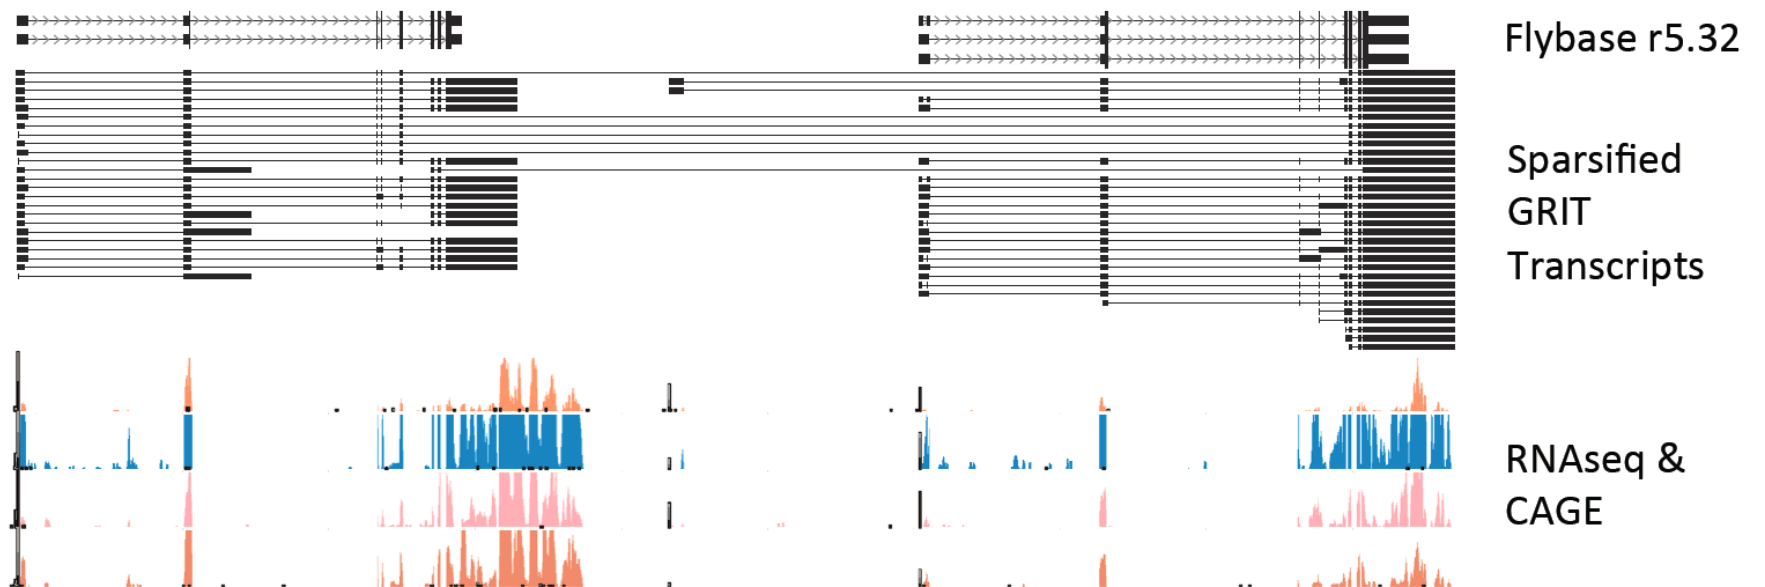 Flybase r5.32
Sparsified
GRIT
Transcripts
RNAseq &
CAGE